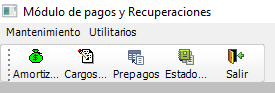 Módulo de pagos y Recuperaciones
Mantenimiento Utilitarios
Amortiz... Cargos... Prepagos Estado... Salir